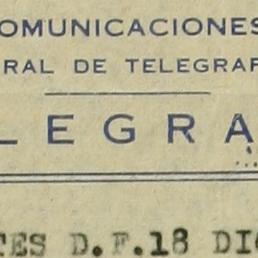 OMUNICACIONES
RAL DE TELEGRAF
LEGRA
TES D.F.18 DIC